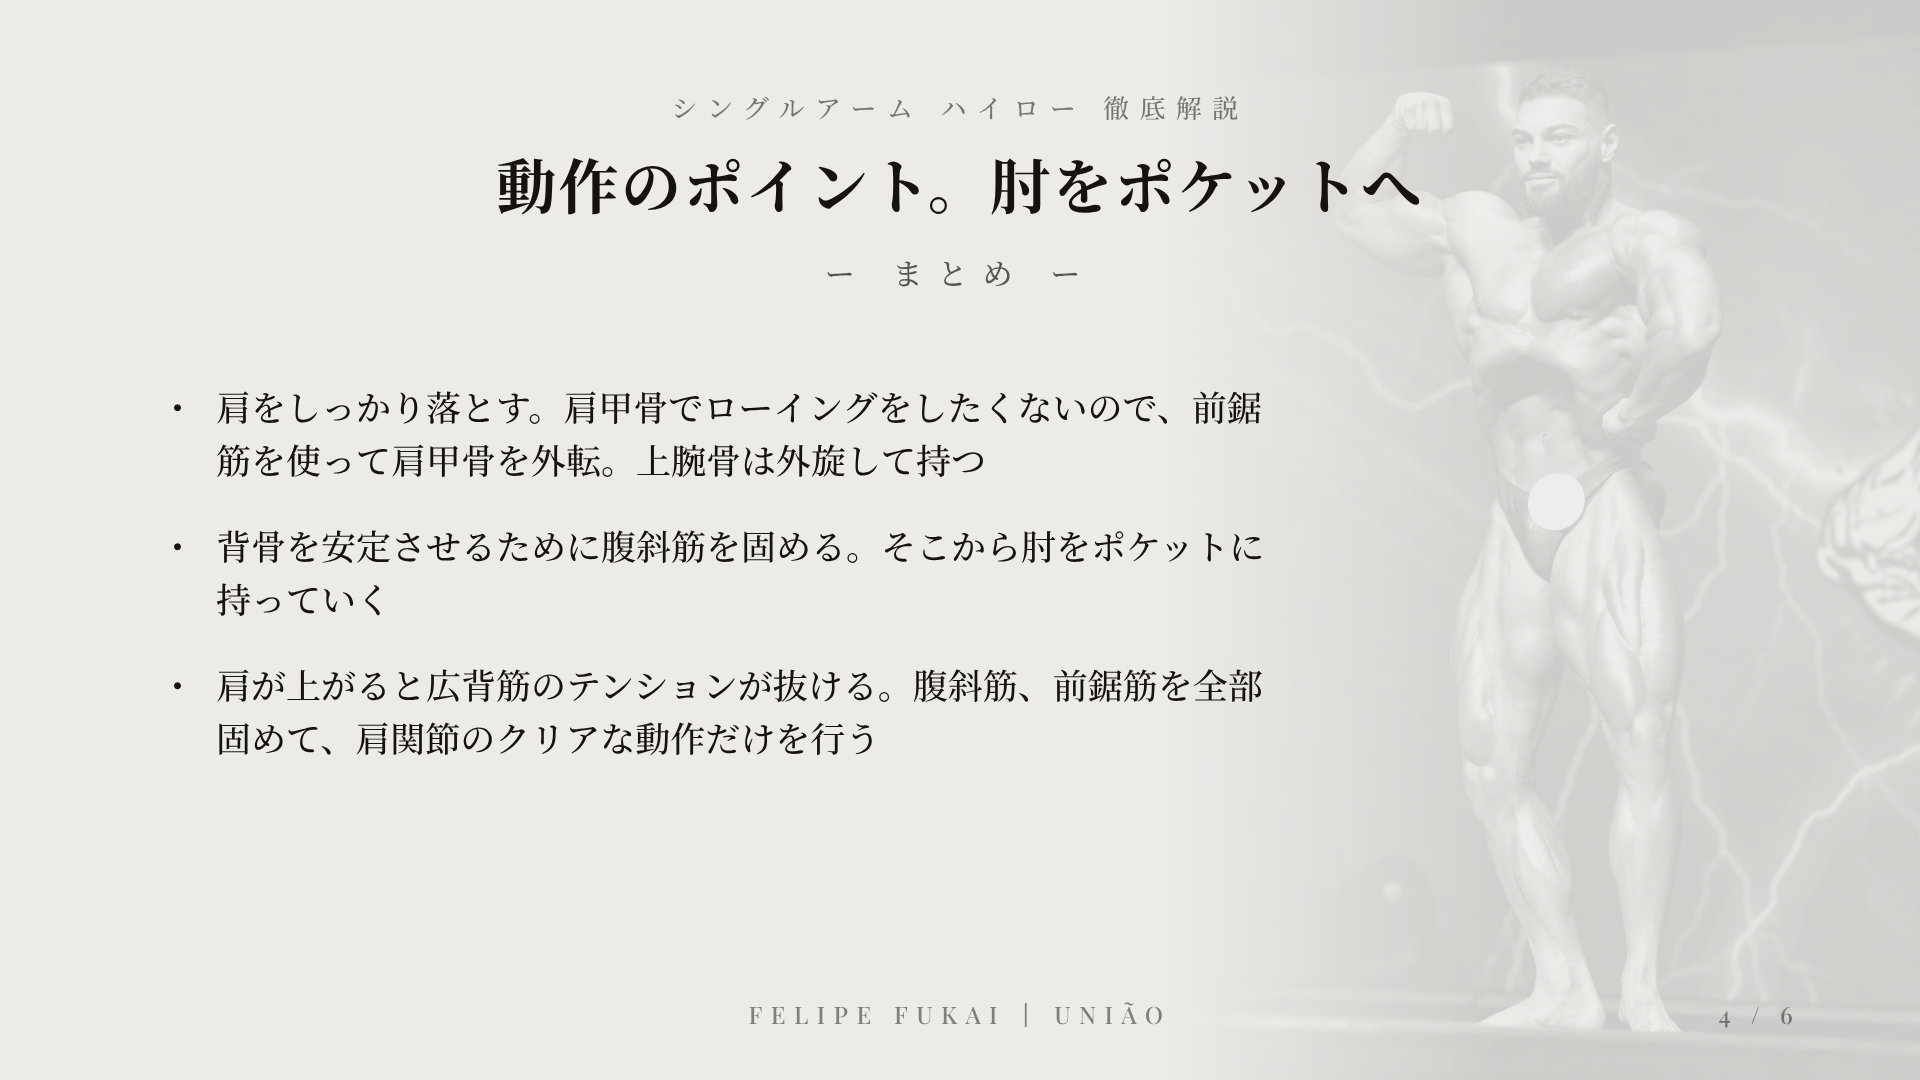 シングルアーム ハイロー 徹底解説
動作のポイント。肘をポケットへ
ー まとめ ー
・ 肩をしっかり落とす。肩甲骨でローイングをしたくないので、前鋸
筋を使って肩甲骨を外転。上腕骨は外旋して持つ
・ 背骨を安定させるために腹斜筋を固める。そこから肘をポケットに
持っていく
・ 肩が上がると広背筋のテンションが抜ける。腹斜筋、前鋸筋を全部
固めて、肩関節のクリアな動作だけを行う
FELIPE FUKAI | UNIÃO
4 / 6